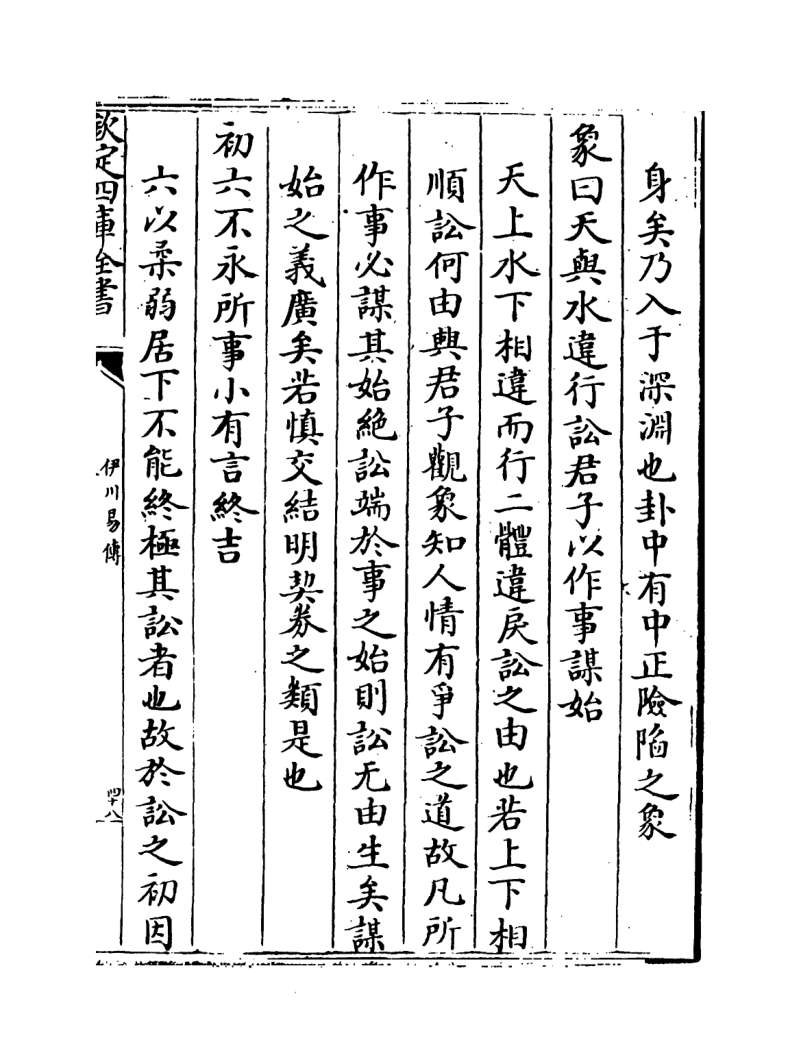 身矣乃入于深淵也卦中有中正險陷之象
象曰天與水違行訟君子以作事謀始
天上水下相違而行二體違戾訟之由也若上下相
順訟何由興君子觀象知人情有爭訟之道故凡所
作事必謀其始絶訟端於事之始則訟无由生矣謀
始之義廣矣若慎交結明契券之類是也
初六不永所事小有言終吉
六以柔弱居下不能終極其訟者也故於訟之初因
欽定四庫全書
伊川易傳
四十八